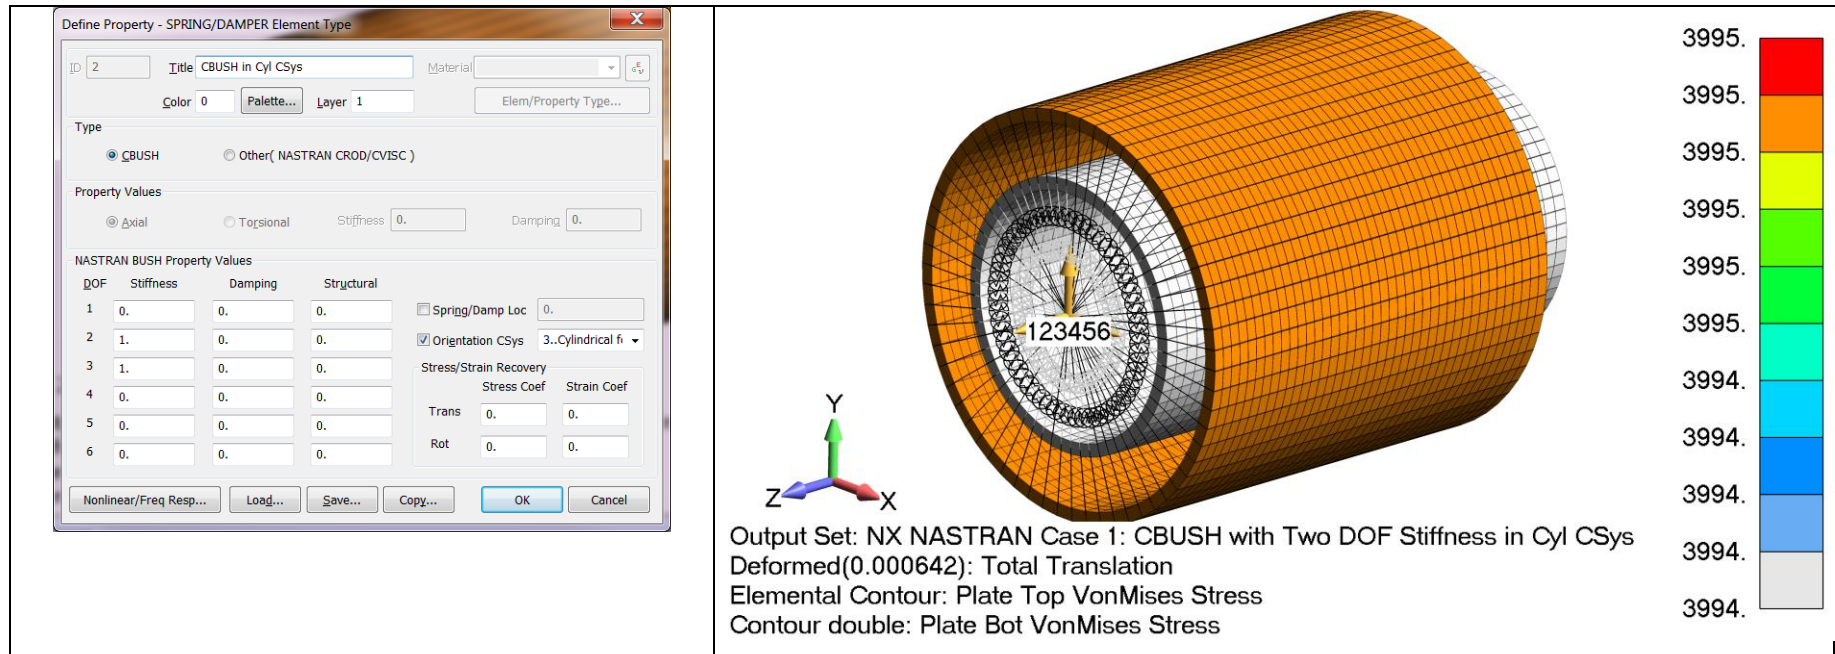 Define Property - SPRING/DAMPER Element Type
ID 2 Title CBUSH in Cyl CSys Material
Color 0 Palette... Layer 1 Elem/Property Type...
Type
CBUSH Other( NASTRAN CROD/CVISC )
Property Values
Axial Torsional Stiffness 0. Damping 0.
NASTRAN BUSH Property Values
DOF Stiffness Damping Structural
1 0. 0. 0. Spring/Damp Loc 0.
2 1. 0. 0. Orientation CSys 3..Cylindrical f
3 1. 0. 0. Stress/Strain Recovery
Stress Coef Strain Coef
4 0. 0. 0. Trans 0. 0.
5 0. 0. 0.
6 0. 0. 0. Rot 0. 0.
Nonlinear/Freq Resp... Load... Save... Copy... OK Cancel
3995.
3995.
3995.
3995.
3995.
3995.
3994.
3994.
3994.
3994.
3994.
123456
Y
Z
X
Output Set: NX NASTRAN Case 1: CBUSH with Two DOF Stiffness in Cyl CSys
Deformed(0.000642): Total Translation
Elemental Contour: Plate Top VonMises Stress
Contour double: Plate Bot VonMises Stress